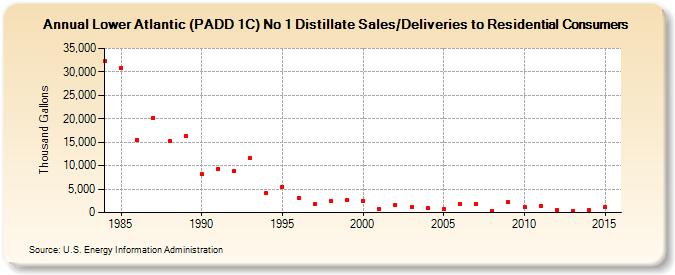 Annual Lower Atlantic (PADD 1C) No 1 Distillate Sales/Deliveries to Residential Consumers
Thousand Gallons
35,000
30,000
25,000
20,000
15,000
10,000
5,000
0
1985 1990 1995 2000 2005 2010 2015
Source: U.S. Energy Information Administration